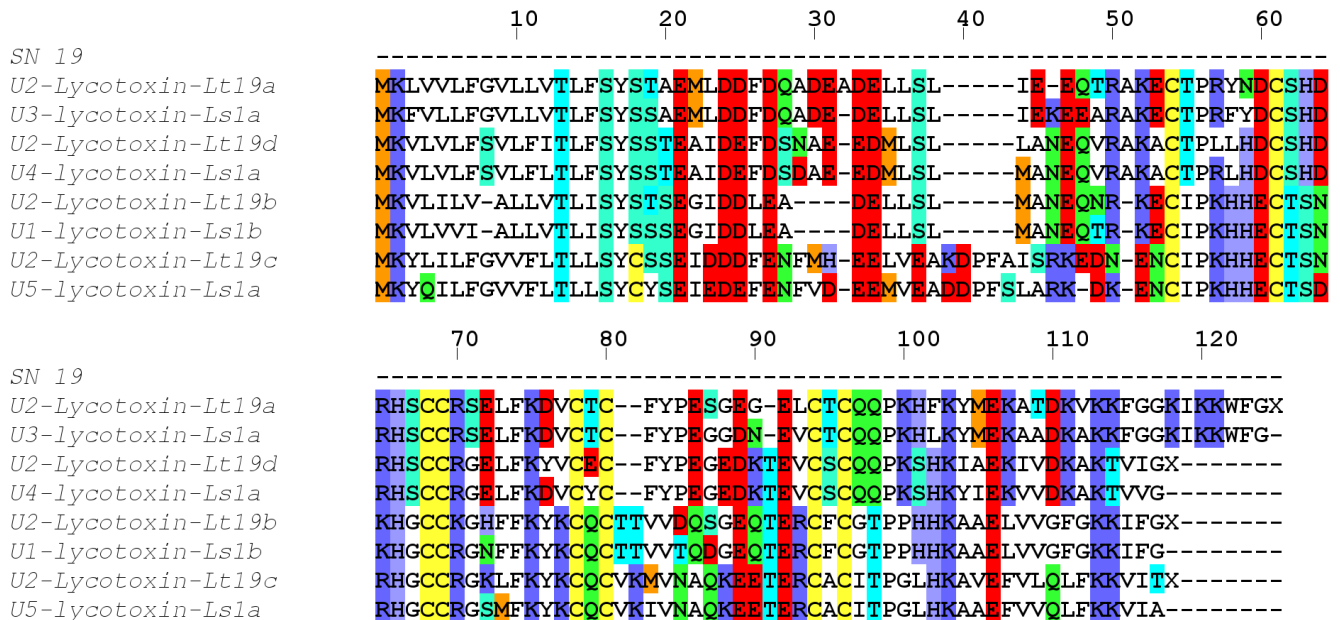 10 20 30 40 50 60
SN 19 ----------------------------------------------------------------
U2-Lycotoxin-Lt19a MKLVVLFGVLLVTLFSYSTAEMLDDFDQADEADELLSL-----IE-EQTRAKECTPRYNDCSHD
U3-lycotoxin-Ls1a MKFVLLFGVLLVTLFSYSSAEMLDDFDQADE-DELLSL-----IEKEEARAKECTPRFYDCSHD
U2-Lycotoxin-Lt19d MKVLVLFSVLFITLFSYSSTEAIDEFDSNAE-EDMLSL-----LANEQVRAKACTPLLHDCSHD
U4-lycotoxin-Ls1a MKVLVLFSVLFLTLFSYSSTEAIDEFDSDAE-EDMLSL-----MANEQVRAKACTPRLHDCSHD
U2-Lycotoxin-Lt19b MKVLILV-ALLVTLISYSTSEGIDDLEA----DELLSL-----MANEQNR-KECIPKHHECTSN
U1-lycotoxin-Ls1b MKVLVVI-ALLVTLISYSSSEGIDDLEA----DELLSL-----MANEQTR-KECIPKHHECTSN
U2-Lycotoxin-Lt19c MKYLILFGVVFLTLLSYCSSEIDDDFENFMH-EELVEAKDPFAISRKEDN-ENCIPKHHECTSN
U5-lycotoxin-Ls1a MKYQILFGVVFLTLLSYCYSEIEDEFENFVD-EEMVEADDPFSLARK-DK-ENCIPKHHECTSD
70 80 90 100 110 120
SN 19 -------------------------------------------------------------
U2-Lycotoxin-Lt19a RHSCCRSELFKDVCTC--FYPESGEG-ELCTCQQPKHFKYMEKATDKVKKFGGKIKKWFGX
U3-lycotoxin-Ls1a RHSCCRSELFKDVCTC--FYPEGGDN-EVCTCQQPKHLKYMEKAADKAKKFGGKIKKWFG-
U2-Lycotoxin-Lt19d RHSCCRGELFKYVCEC--FYPEGEDKTEVCSCQQPKSHKIAEKIVDKAKTVIGX-------
U4-lycotoxin-Ls1a RHSCCRGELFKDVCYC--FYPEGEDKTEVCSCQQPKSHKYIEKVVDKAKTVVG--------
U2-Lycotoxin-Lt19b KHGCCKGHFFKYKCQCTTVVDQSGEQTERCFCGTPPHHKAAELVVGFGKKIFGX-------
U1-lycotoxin-Ls1b KHGCCRGNFFKYKCQCTTVVTQDGEQTERCFCGTPPHHKAAELVVGFGKKIFG--------
U2-Lycotoxin-Lt19c RHGCCRGKLFKYKCQCVKMVNAQKEETERCACITPGLHKAVEFVLQLFKKVITX-------
U5-lycotoxin-Ls1a RHGCCRGSMFKYKCQCVKIVNAQKEETERCACITPGLHKAAEFVVQLFKKVIA--------